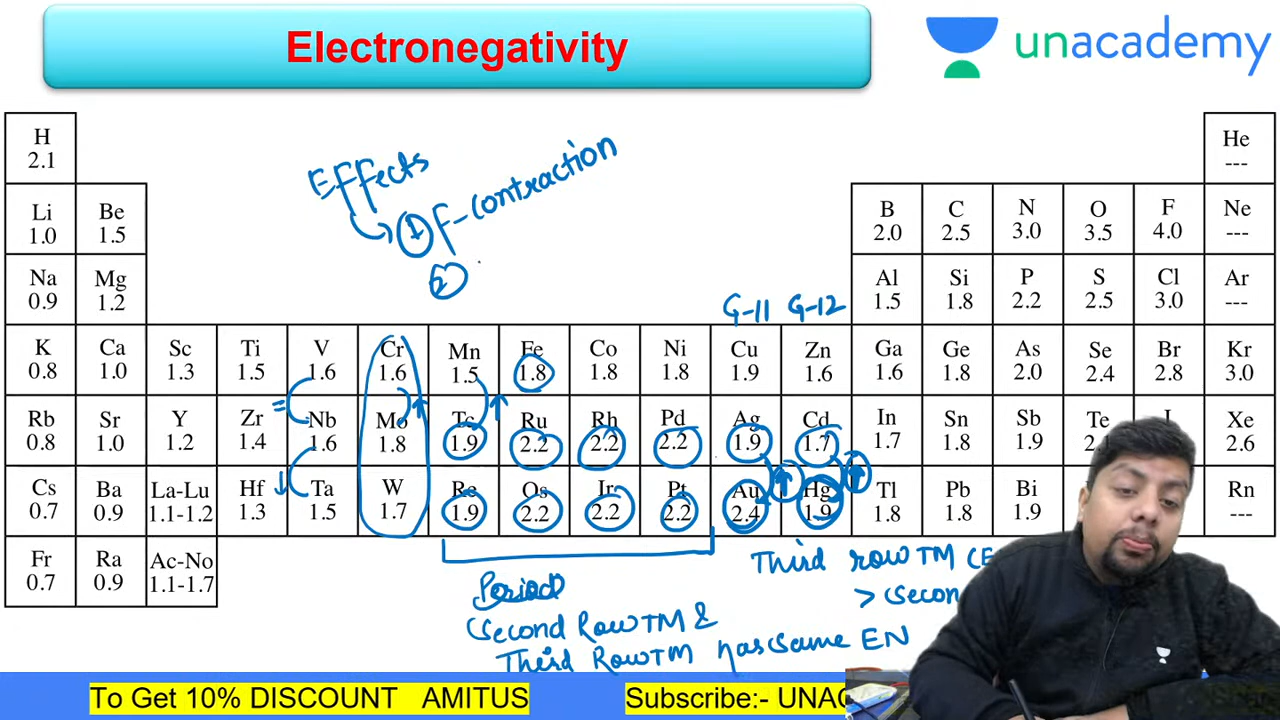 Electronegativity
unacademy
H He
2.1 ---
Effects
① F-contraction
②
Li Be B C N O F Ne
1.0 1.5 2.0 2.5 3.0 3.5 4.0 ---
Na Mg Al Si P S Cl Ar
0.9 1.2 1.5 1.8 2.2 2.5 3.0 ---
G-11 G-12
K Ca Sc Ti V Cr Mn Fe Co Ni Cu Zn Ga Ge As Se Br Kr
0.8 1.0 1.3 1.5 1.6 1.6 1.5 1.8 1.8 1.8 1.9 1.6 1.6 1.8 2.0 2.4 2.8 3.0
Rb Sr Y Zr = Nb Mo Tc Ru Rh Pd Ag Cd In Sn Sb Te I Xe
0.8 1.0 1.2 1.4 1.6 1.8 1.9 2.2 2.2 2.2 1.9 1.7 1.7 1.8 1.9 2.6
Cs Ba La-Lu Hf ↓ Ta W Re Os Ir Pt Au Hg Tl Pb Bi Rn
0.7 0.9 1.1-1.2 1.3 1.5 1.7 1.9 2.2 2.2 2.2 2.4 1.9 1.8 1.8 1.9 ---
Fr Ra Ac-No
0.7 0.9 1.1-1.7
Third row TM (E
> Secon
Second Row TM &
Third Row TM has same EN
To Get 10% DISCOUNT AMITUS Subscribe:- UNAC